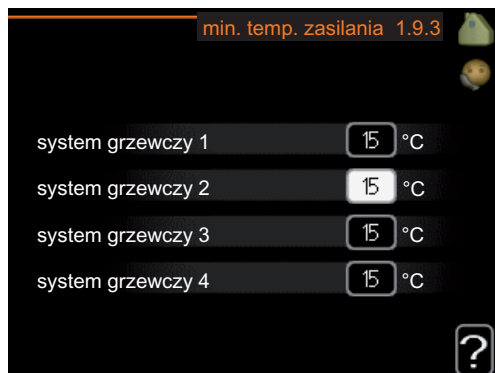 min. temp. zasilania 1.9.3
system grzewczy 1 15 °C
system grzewczy 2 15 °C
system grzewczy 3 15 °C
system grzewczy 4 15 °C
?